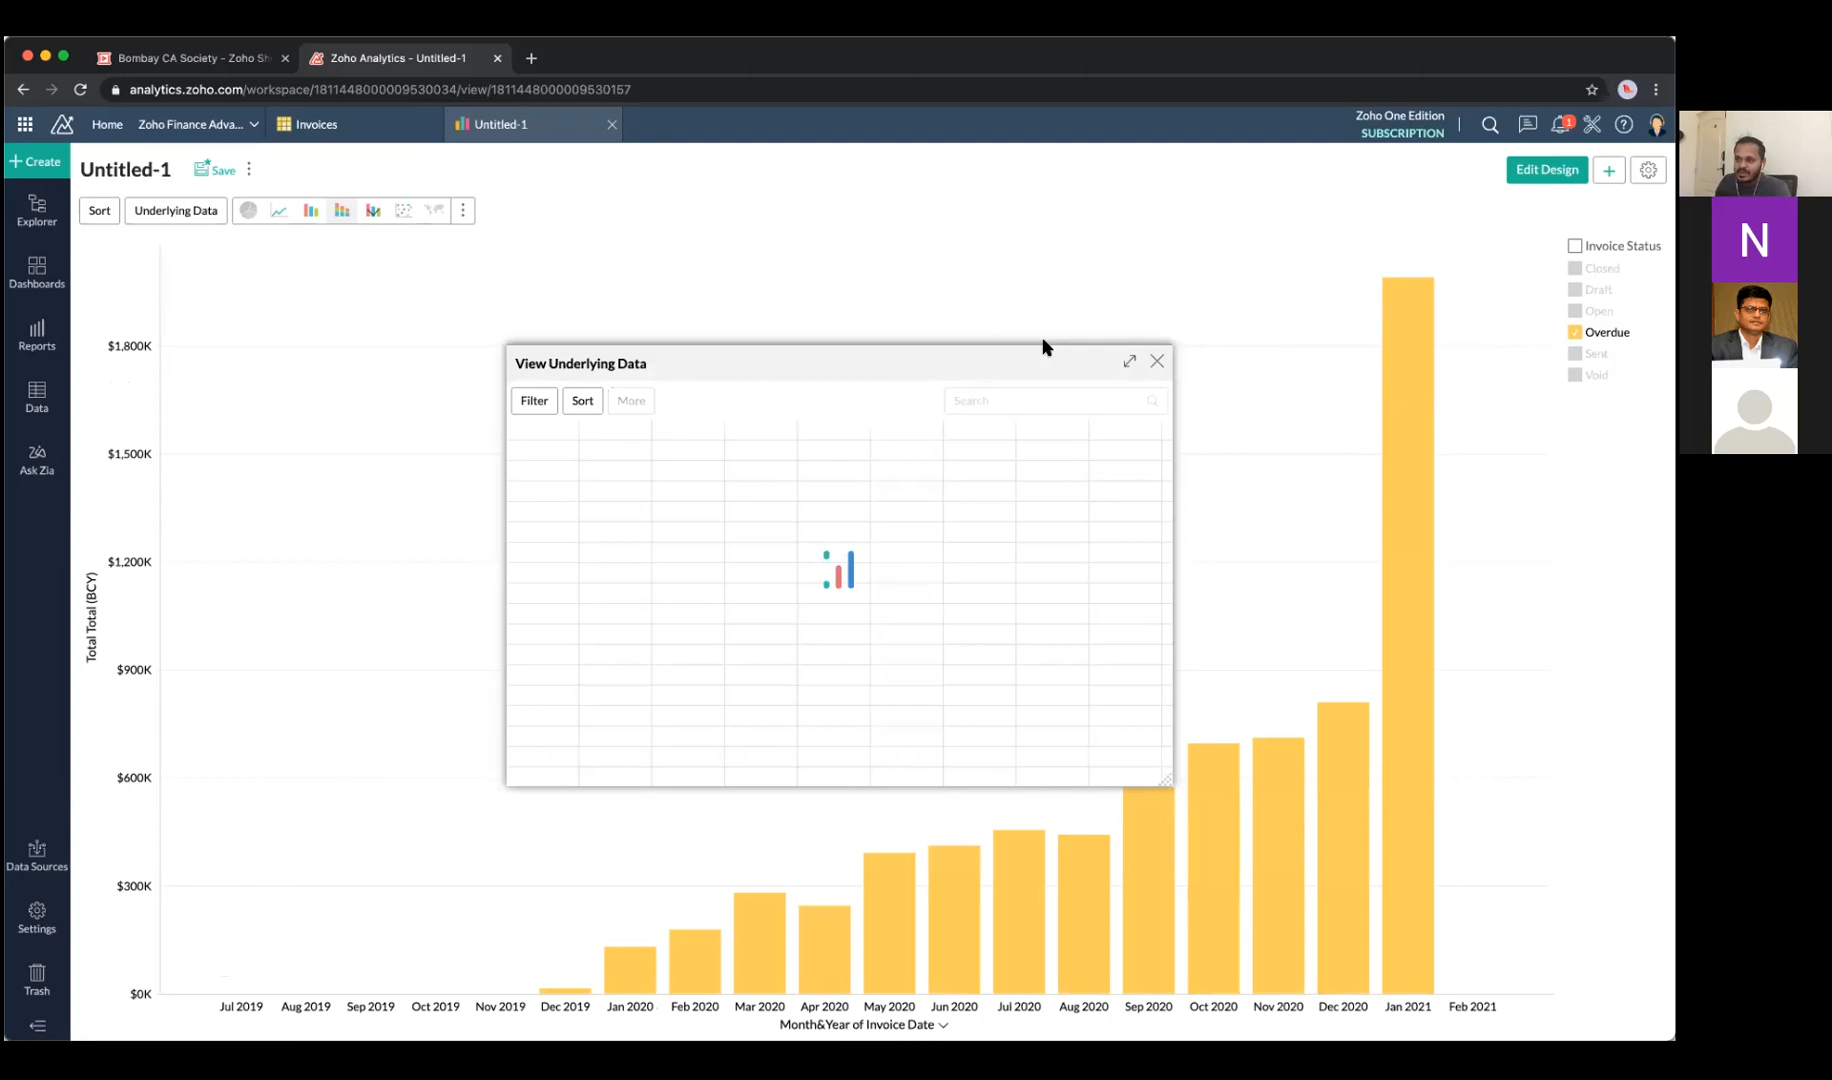 Bombay CA Society - Zoho Sh
Zoho Analytics - Untitled-1
analytics.zoho.com/workspace/1811448000009530034/view/1811448000009530157
Home
Zoho Finance Adva...
Invoices
Untitled-1
Zoho One Edition
SUBSCRIPTION
1
Create
Untitled-1
Save
Edit Design
Sort
Underlying Data
Explorer
Dashboards
Reports
Data
Ask Zia
Data Sources
Settings
Trash
Invoice Status
Closed
Draft
Open
Overdue
Sent
Void
N
View Underlying Data
Filter
Sort
More
Search
Total Total (BCY)
$1,800K
$1,500K
$1,200K
$900K
$600K
$300K
$0K
Jul 2019 Aug 2019 Sep 2019 Oct 2019 Nov 2019 Dec 2019 Jan 2020 Feb 2020 Mar 2020 Apr 2020 May 2020 Jun 2020 Jul 2020 Aug 2020 Sep 2020 Oct 2020 Nov 2020 Dec 2020 Jan 2021 Feb 2021
Month&Year of Invoice Date